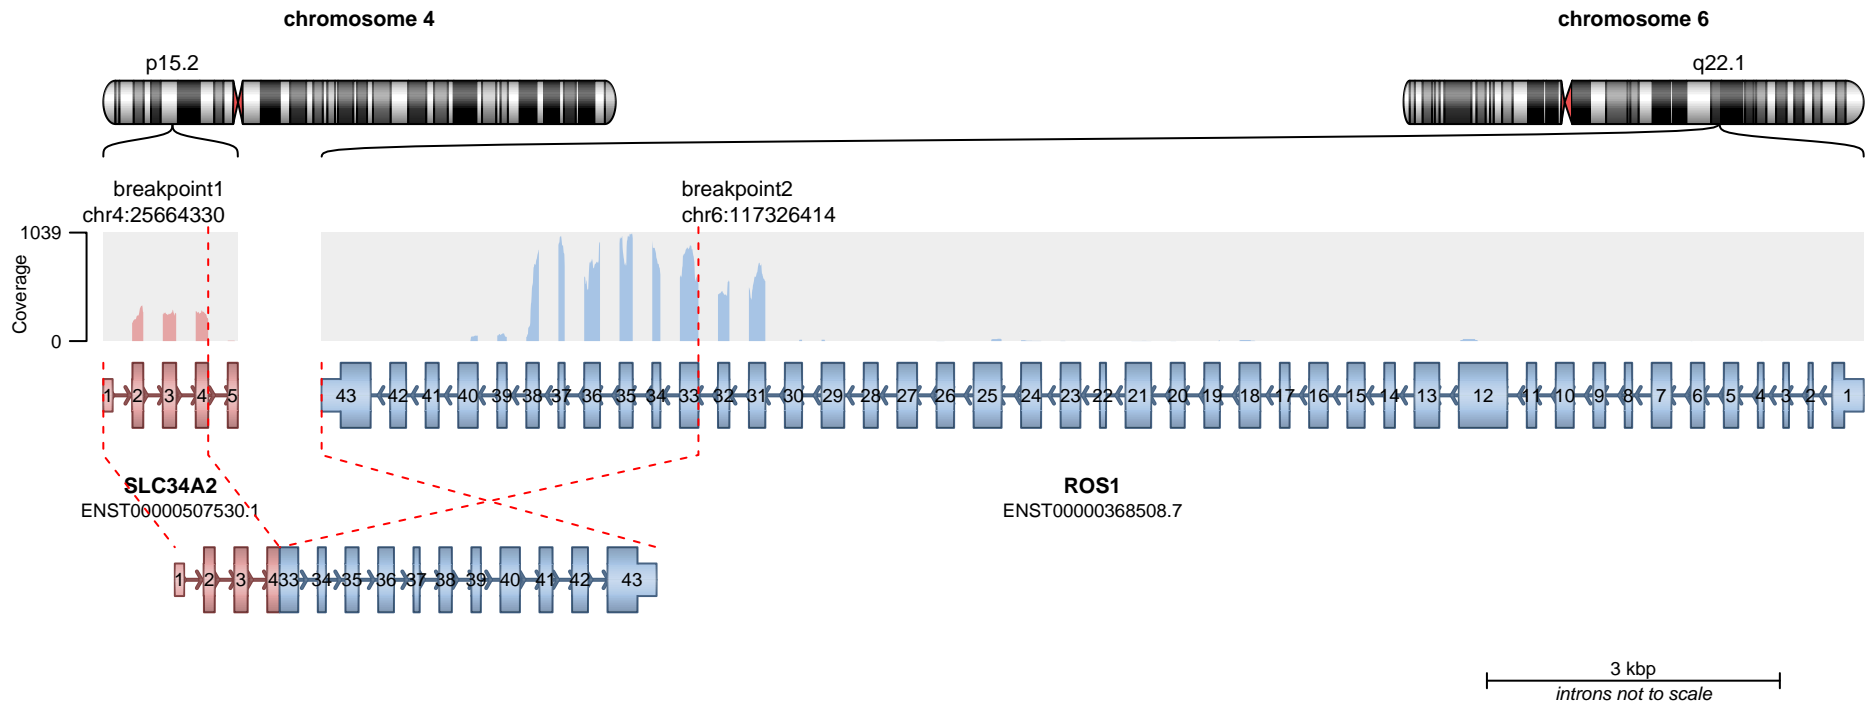 chromosome 4
chromosome 6
p15.2
q22.1
breakpoint1
chr4:25664330
breakpoint2
chr6:117326414
1039
Coverage
0
1 2 3 4 5
43 42 41 40 39 38 37 36 35 34 33 32 31 30 29 28 27 26 25 24 23 22 21 20 19 18 17 16 15 14 13 12 11 10 9 8 7 6 5 4 3 2 1
SLC34A2
ENST00000507530.1
ROS1
ENST00000368508.7
1 2 3 4 33 34 35 36 37 38 39 40 41 42 43
3 kbp
introns not to scale